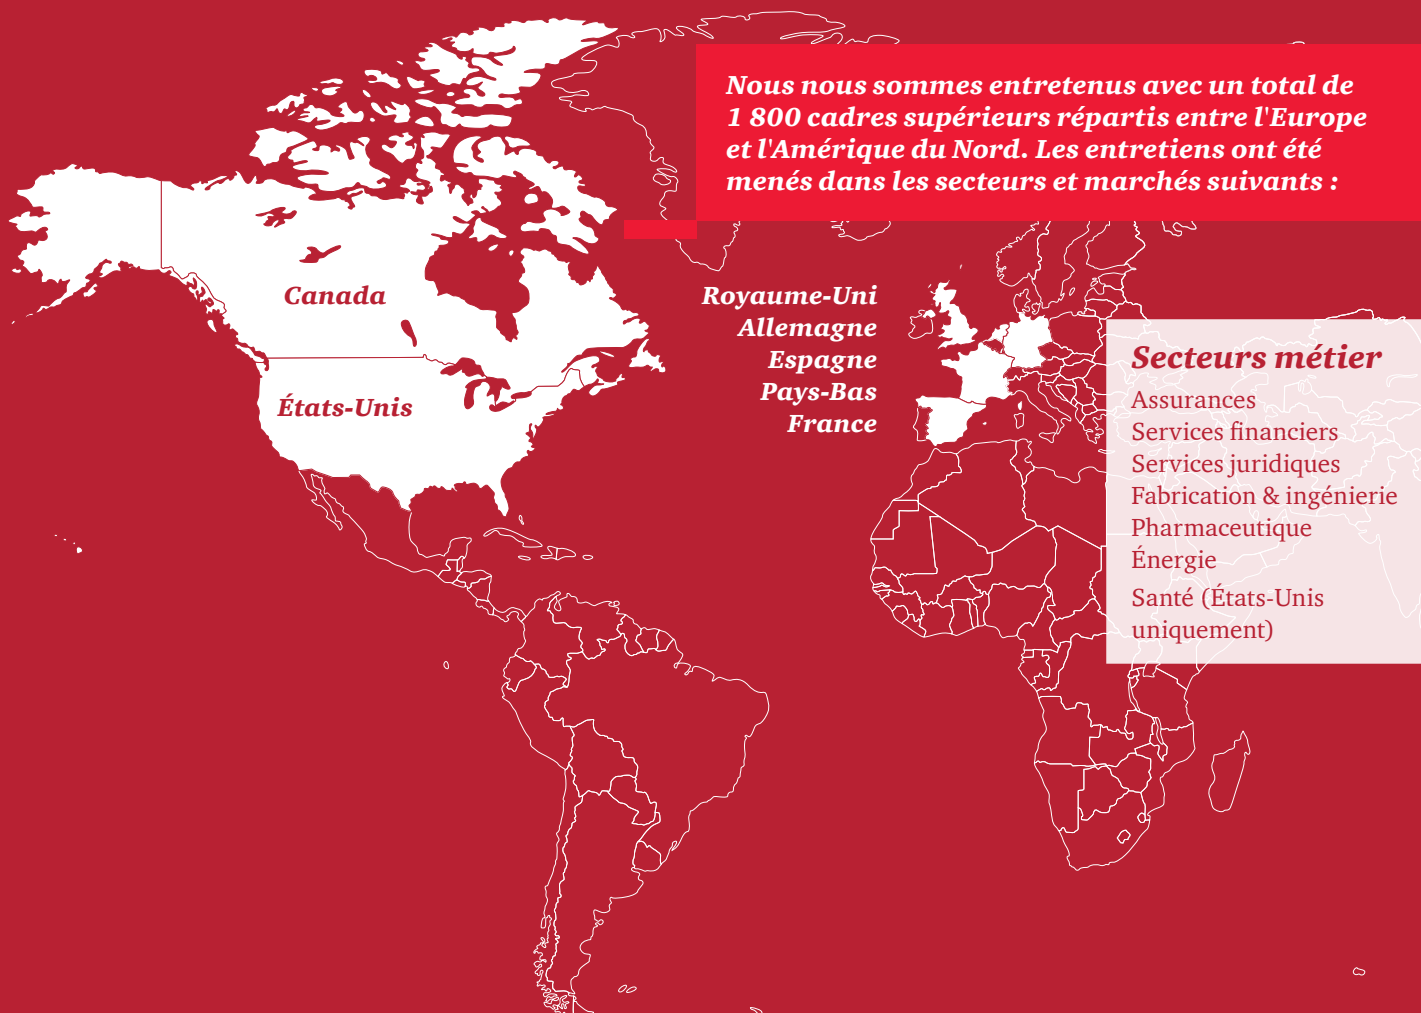 Nous nous sommes entretenus avec un total de
1 800 cadres supérieurs répartis entre l'Europe
et l'Amérique du Nord. Les entretiens ont été
menés dans les secteurs et marchés suivants :
Canada
États-Unis
Royaume-Uni
Allemagne
Espagne
Pays-Bas
France
Secteurs métier
Assurances
Services financiers
Services juridiques
Fabrication & ingénierie
Pharmaceutique
Énergie
Santé (États-Unis
uniquement)